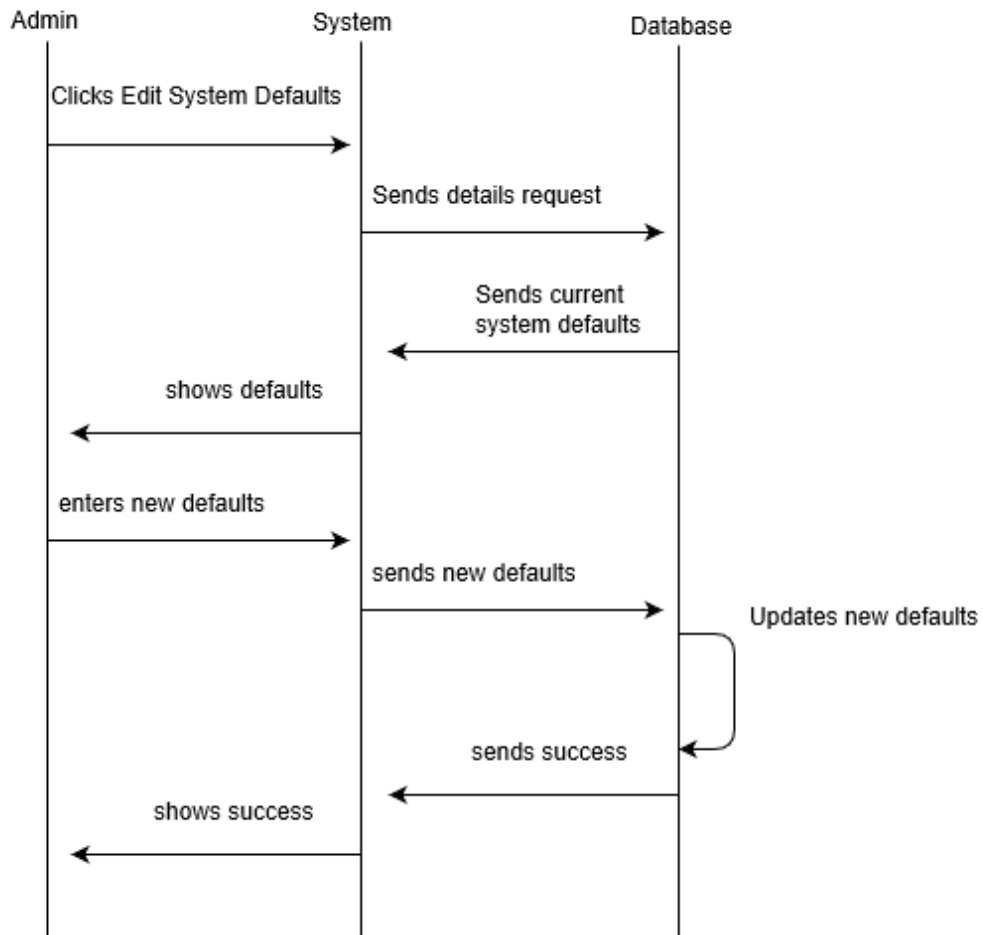 Admin
System
Database
Clicks Edit System Defaults
Sends details request
Sends current
system defaults
shows defaults
enters new defaults
sends new defaults
Updates new defaults
sends success
shows success